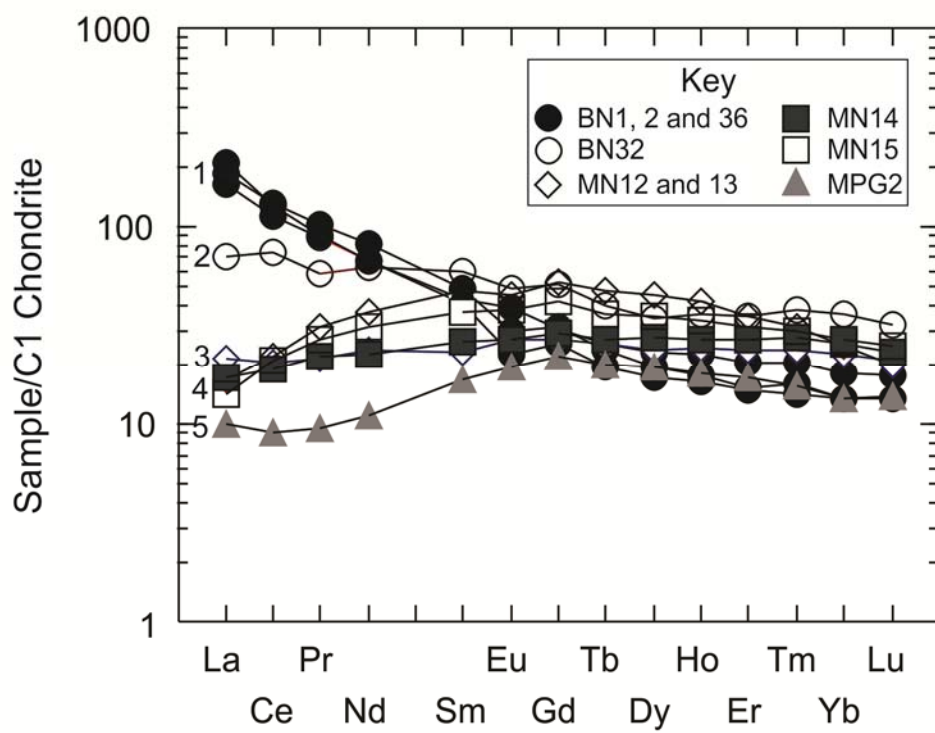 1000
100
10
1
Sample/C1 Chondrite
Key
BN1, 2 and 36
BN32
MN12 and 13
MN14
MN15
MPG2
1
2
3
4
5
La Pr Eu Tb Ho Tm Lu
Ce Nd Sm Gd Dy Er Yb